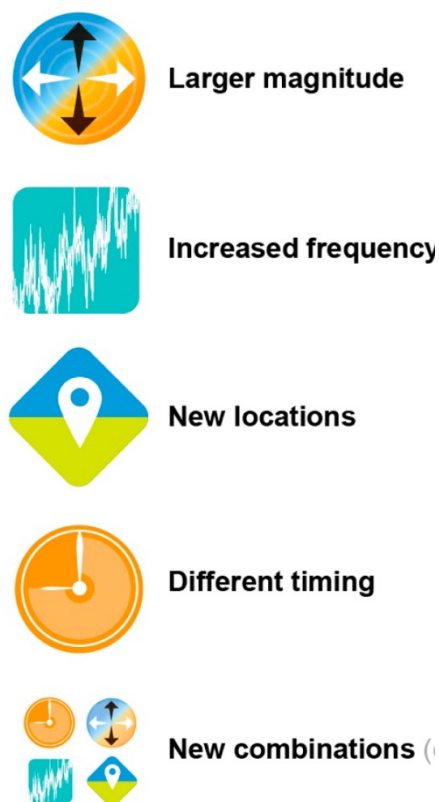 Larger magnitude
Increased frequency
New locations
Different timing
New combinations